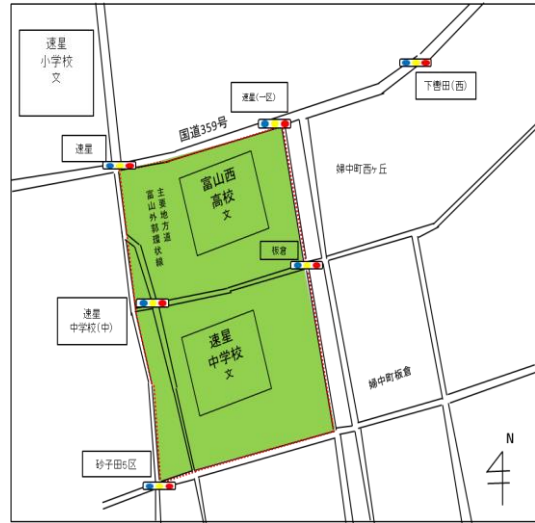 速星
小学校
文
下轡田(西)
速星(一区)
国道359号
速星
婦中町西ヶ丘
富山西
高校
文
主要地方道
富山外郭環状線
板倉
速星
中学校(中)
速星
中学校
文
婦中町板倉
砂子田5区
N